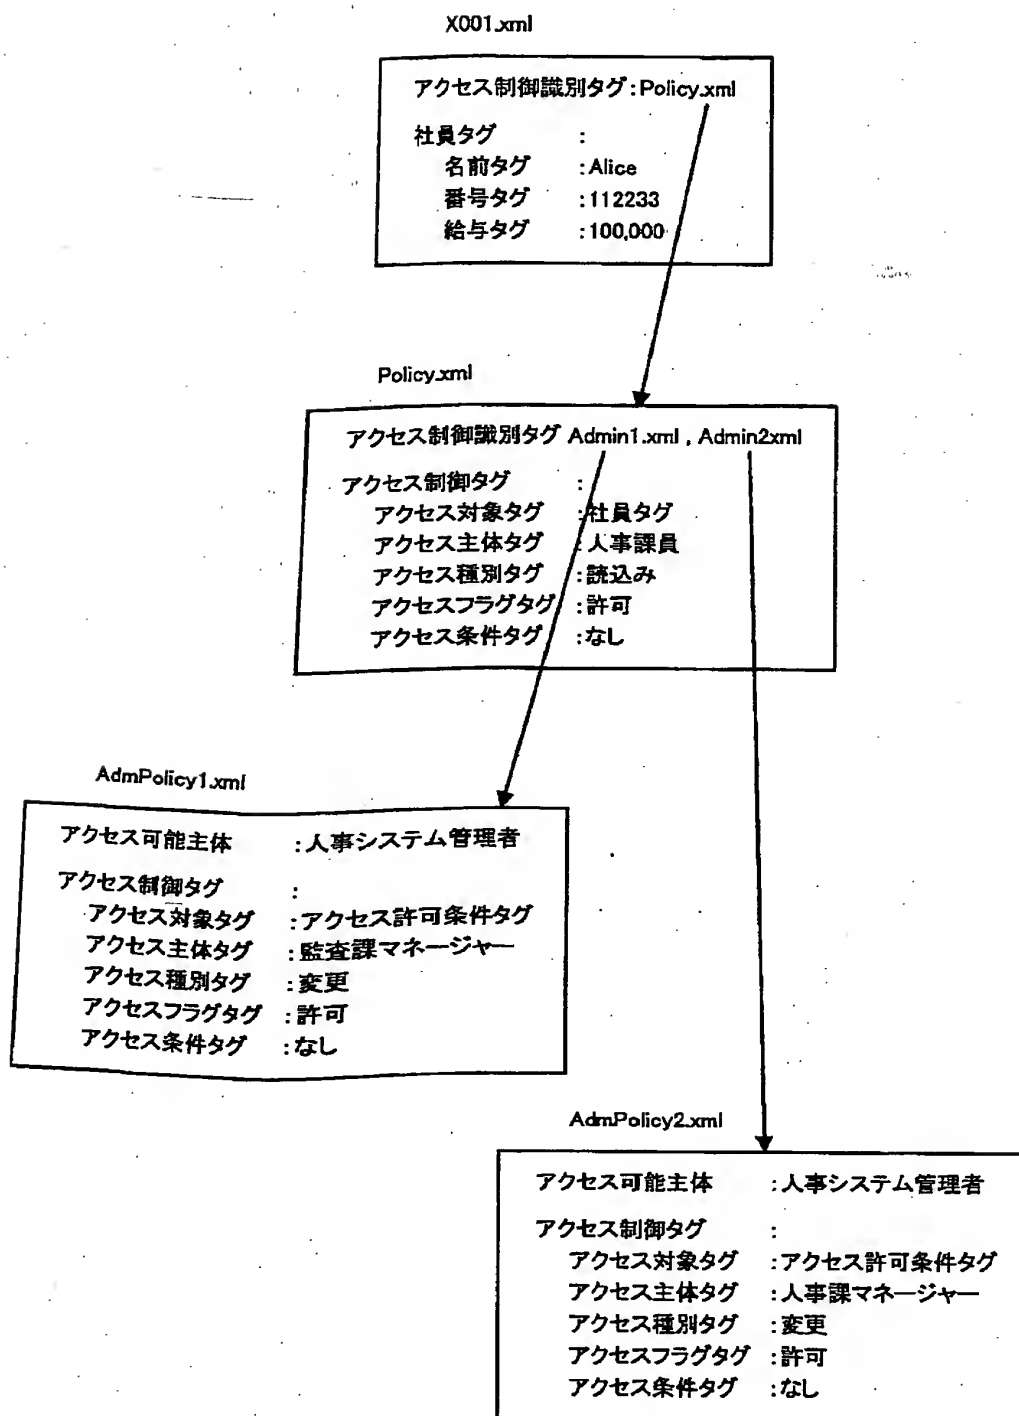 X001.xml
アクセス制御識別タグ:Policy.xml
社員タグ :
名前タグ :Alice
番号タグ :112233
給与タグ :100,000
Policy.xml
アクセス制御識別タグ Admin1.xml , Admin2xml
アクセス制御タグ :
アクセス対象タグ :社員タグ
アクセス主体タグ :人事課員
アクセス種別タグ :読込み
アクセスフラグタグ :許可
アクセス条件タグ :なし
AdmPolicy1.xml
アクセス可能主体 :人事システム管理者
アクセス制御タグ :
アクセス対象タグ :アクセス許可条件タグ
アクセス主体タグ :監査課マネージャー
アクセス種別タグ :変更
アクセスフラグタグ :許可
アクセス条件タグ :なし
AdmPolicy2.xml
アクセス可能主体 :人事システム管理者
アクセス制御タグ :
アクセス対象タグ :アクセス許可条件タグ
アクセス主体タグ :人事課マネージャー
アクセス種別タグ :変更
アクセスフラグタグ :許可
アクセス条件タグ :なし